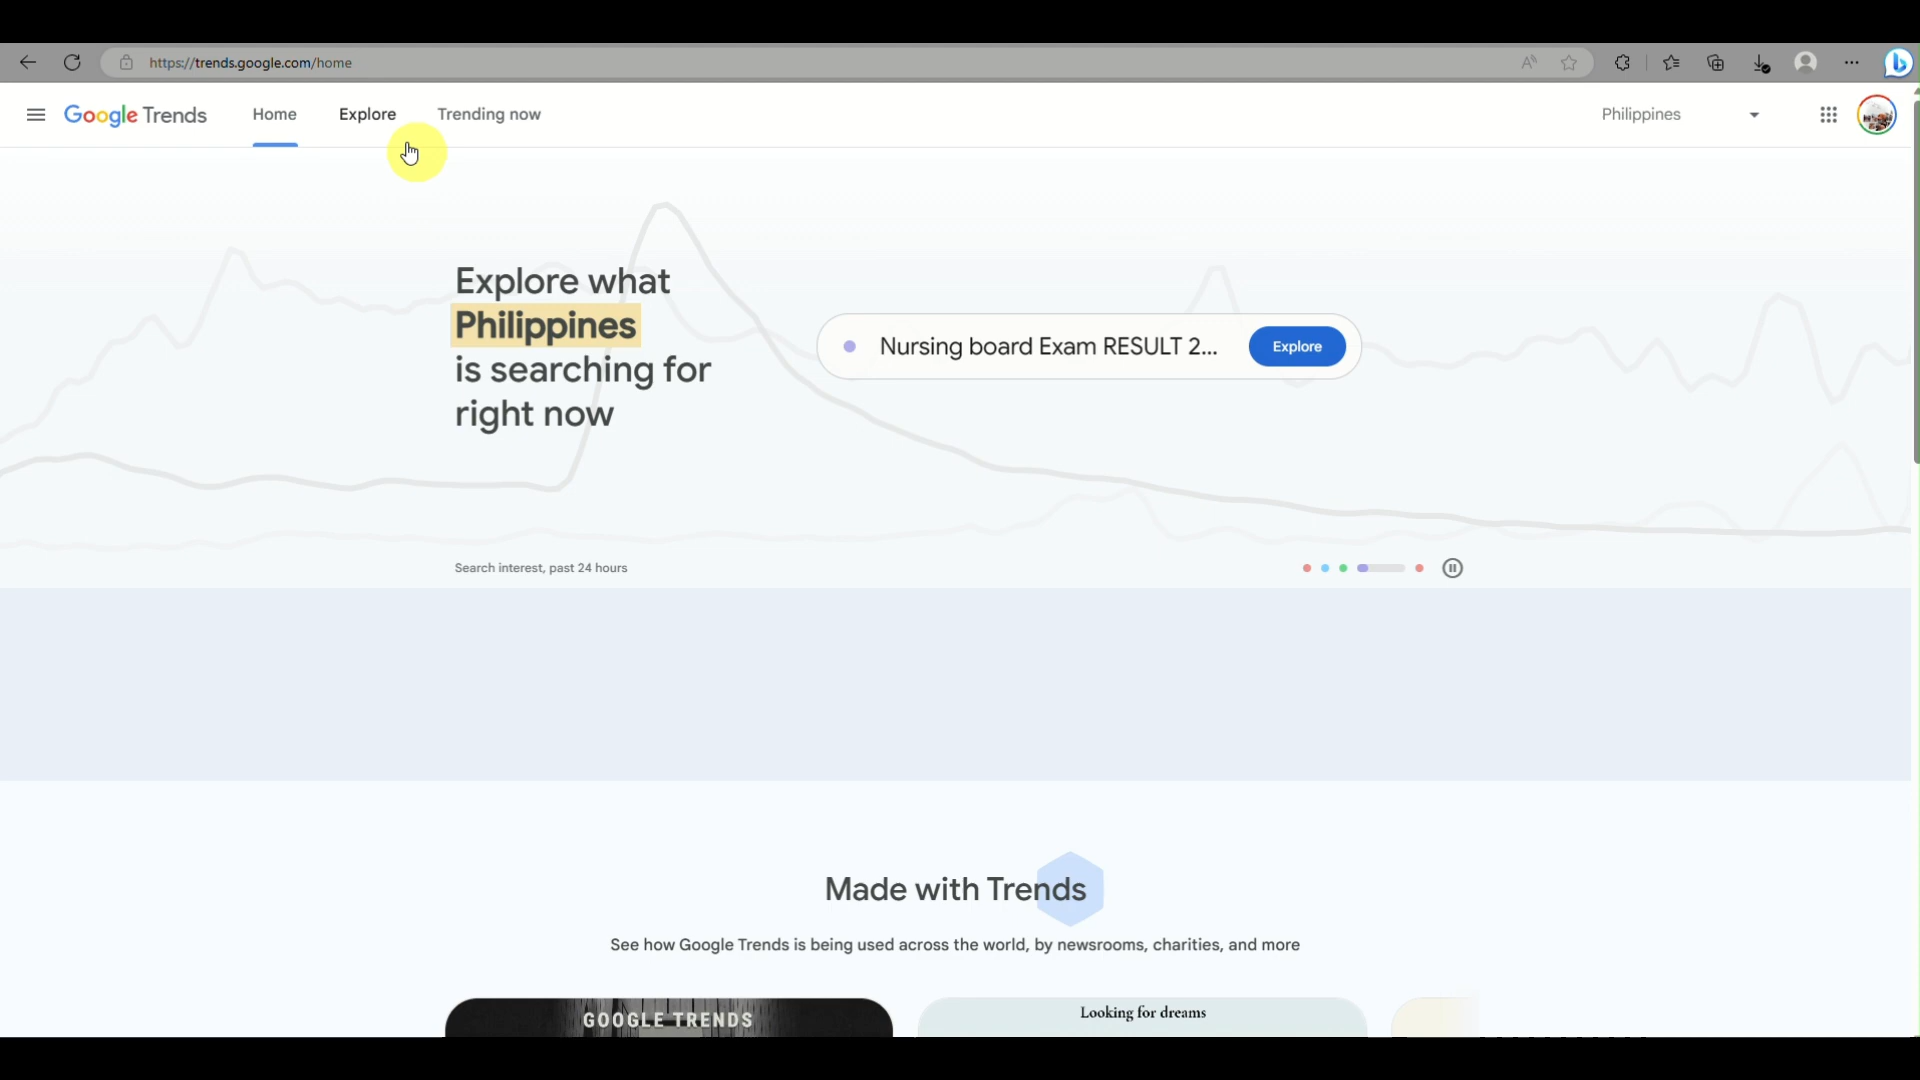 https://trends.google.com/home
Google Trends
Home
Explore
Trending now
Philippines
Explore what
Philippines
is searching for
right now
Nursing board Exam RESULT 2...
Explore
Search interest, past 24 hours
Made with Trends
See how Google Trends is being used across the world, by newsrooms, charities, and more
GOOGLE TRENDS
Looking for dreams